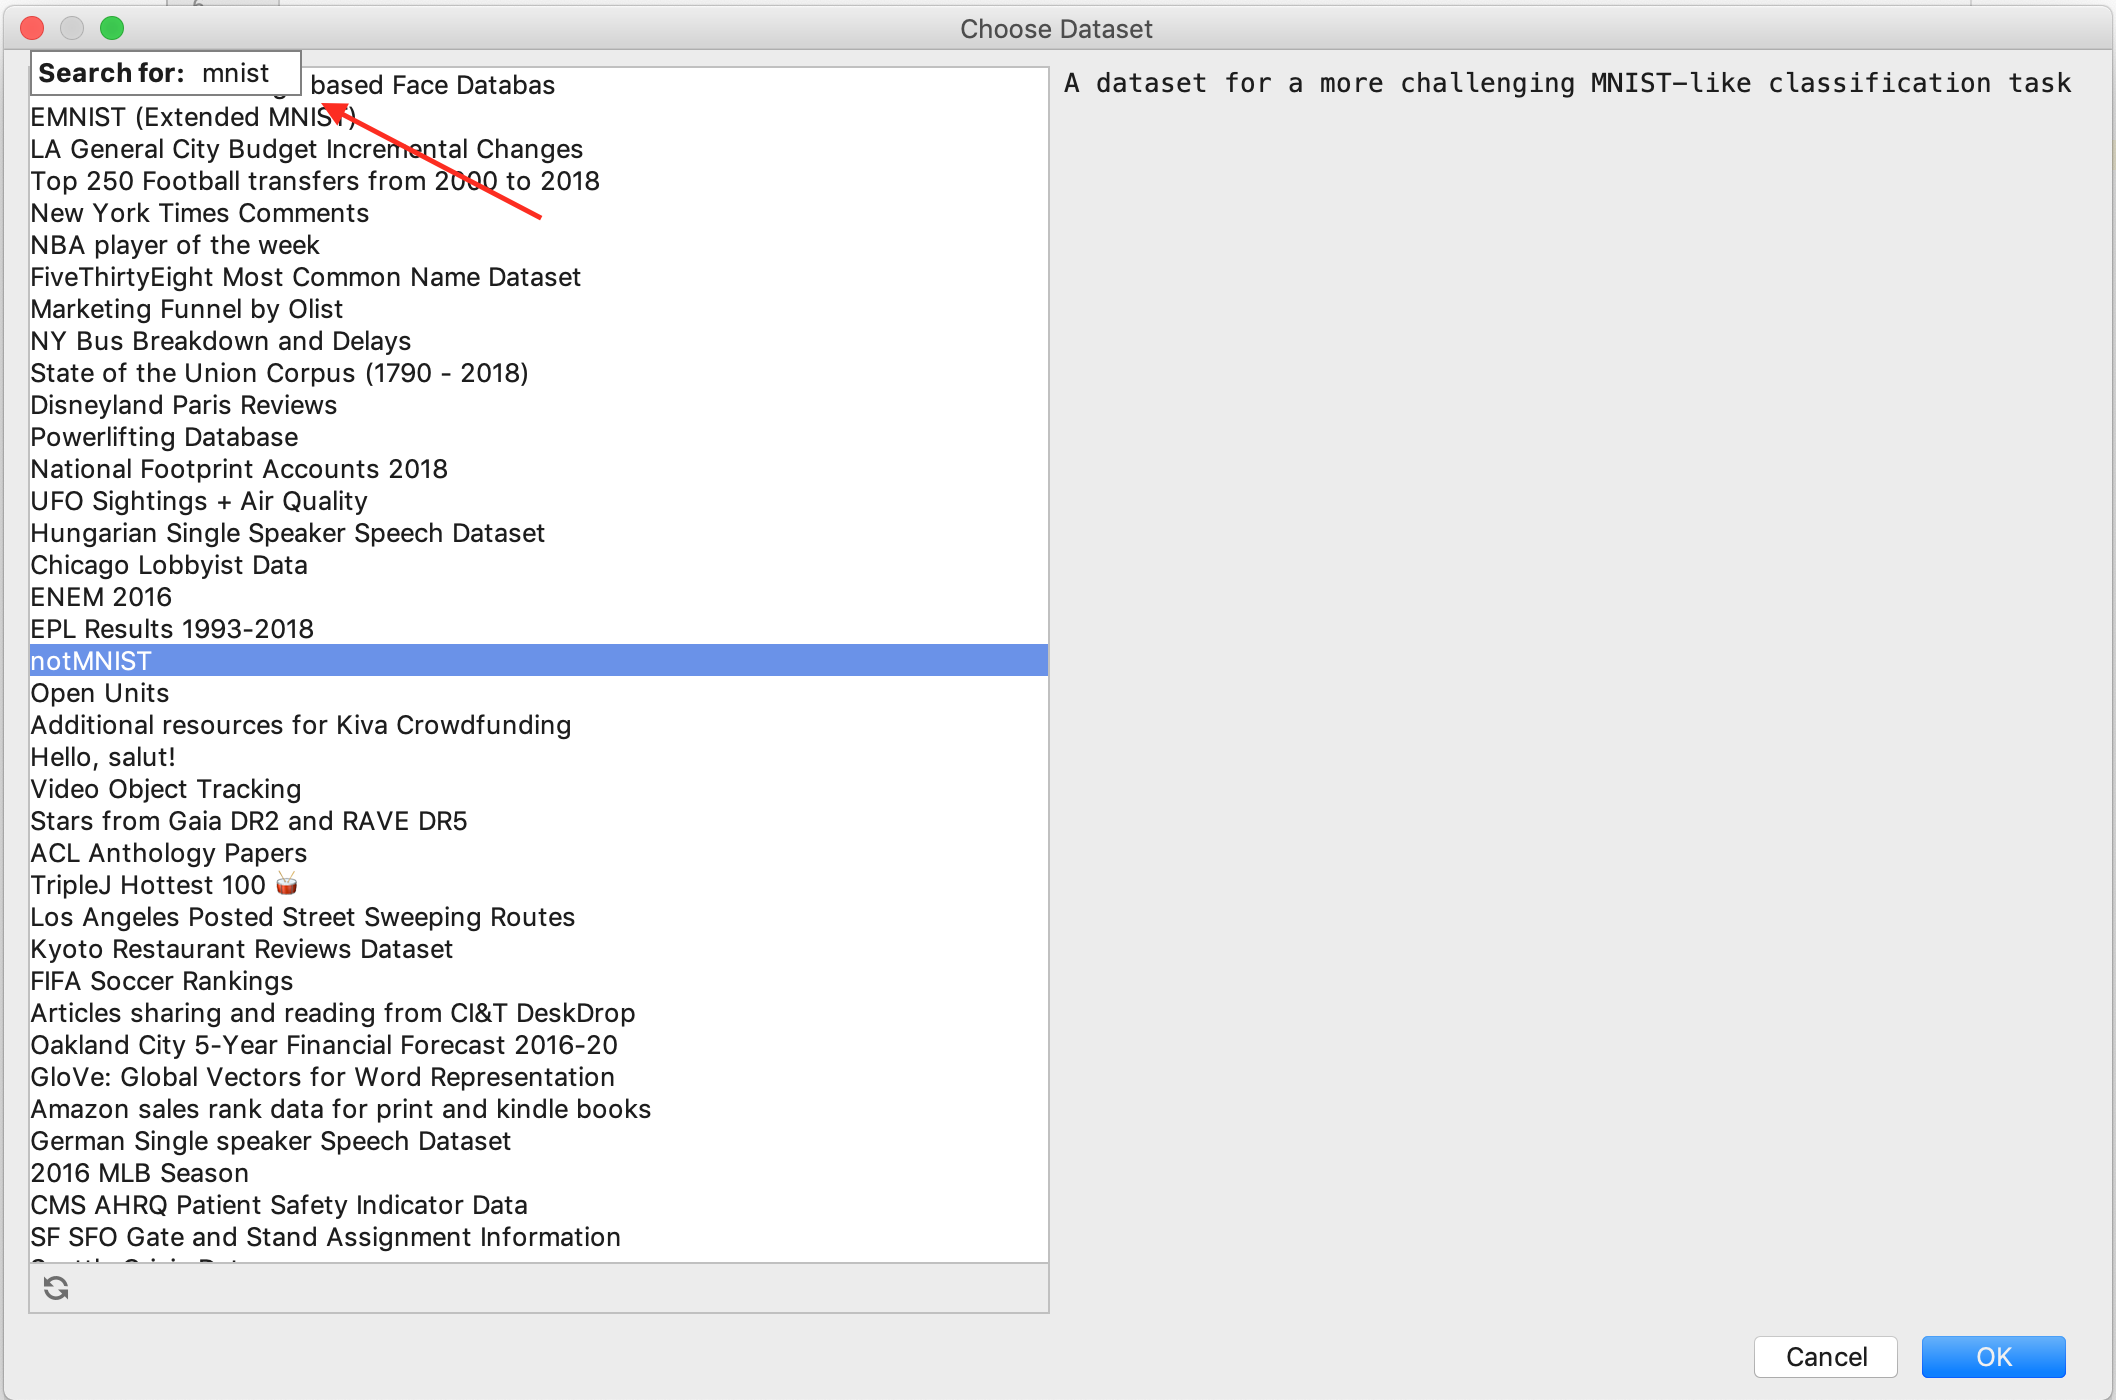 Choose Dataset
Search for: mnist
based Face Databas
A dataset for a more challenging MNIST-like classification task
EMNIST (Extended MNIST)
LA General City Budget Incremental Changes
Top 250 Football transfers from 2000 to 2018
New York Times Comments
NBA player of the week
FiveThirtyEight Most Common Name Dataset
Marketing Funnel by Olist
NY Bus Breakdown and Delays
State of the Union Corpus (1790 - 2018)
Disneyland Paris Reviews
Powerlifting Database
National Footprint Accounts 2018
UFO Sightings + Air Quality
Hungarian Single Speaker Speech Dataset
Chicago Lobbyist Data
ENEM 2016
EPL Results 1993-2018
notMNIST
Open Units
Additional resources for Kiva Crowdfunding
Hello, salut!
Video Object Tracking
Stars from Gaia DR2 and RAVE DR5
ACL Anthology Papers
TripleJ Hottest 100 🥁
Los Angeles Posted Street Sweeping Routes
Kyoto Restaurant Reviews Dataset
FIFA Soccer Rankings
Articles sharing and reading from CI&T DeskDrop
Oakland City 5-Year Financial Forecast 2016-20
GloVe: Global Vectors for Word Representation
Amazon sales rank data for print and kindle books
German Single speaker Speech Dataset
2016 MLB Season
CMS AHRQ Patient Safety Indicator Data
SF SFO Gate and Stand Assignment Information
Cancel
OK